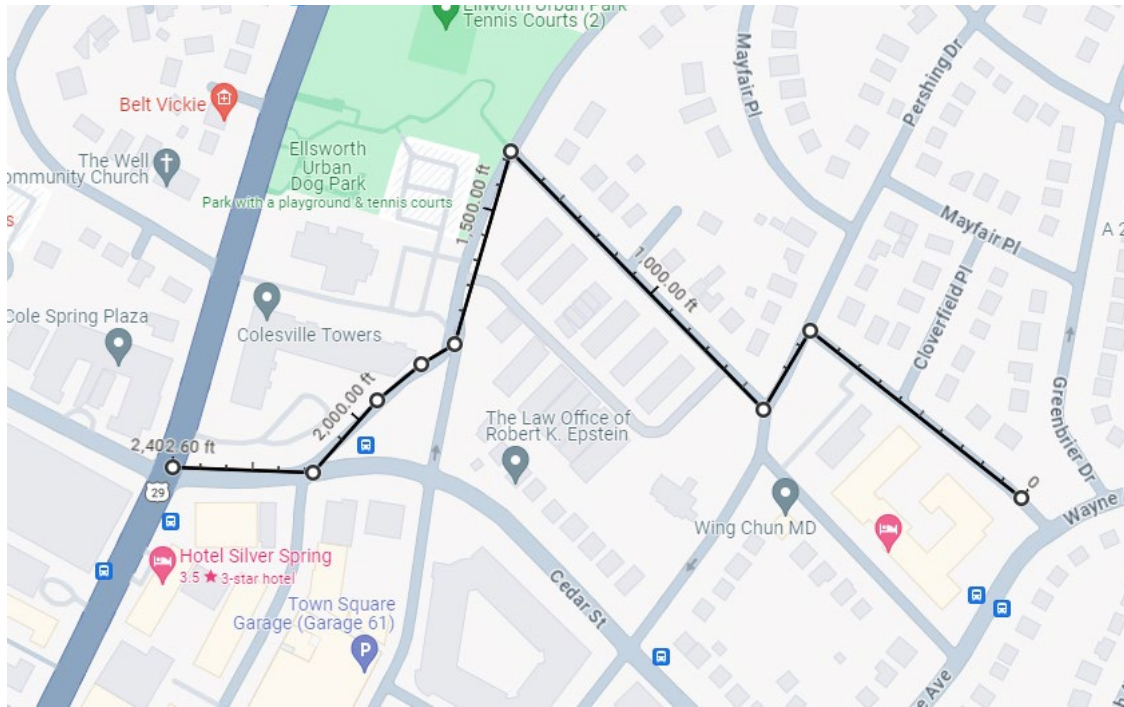 Ellworth Urban Park
Tennis Courts (2)
Belt Vickie
The Well
ommunity Church
s
Ellsworth
Urban
Dog Park
Park with a playground & tennis courts
Mayfair Pl
Pershing Dr
Mayfair Pl
A 2
Cloverfield Pl
Greenbrier Dr
1,500.00 ft
1,000.00 ft
Cole Spring Plaza
Colesville Towers
2,000.00 ft
2,402.60 ft
29
The Law Office of
Robert K. Epstein
Wing Chun MD
0
Wayne
Hotel Silver Spring
3.5 ★ 3-star hotel
Town Square
Garage (Garage 61)
P
Cedar St
e Ave